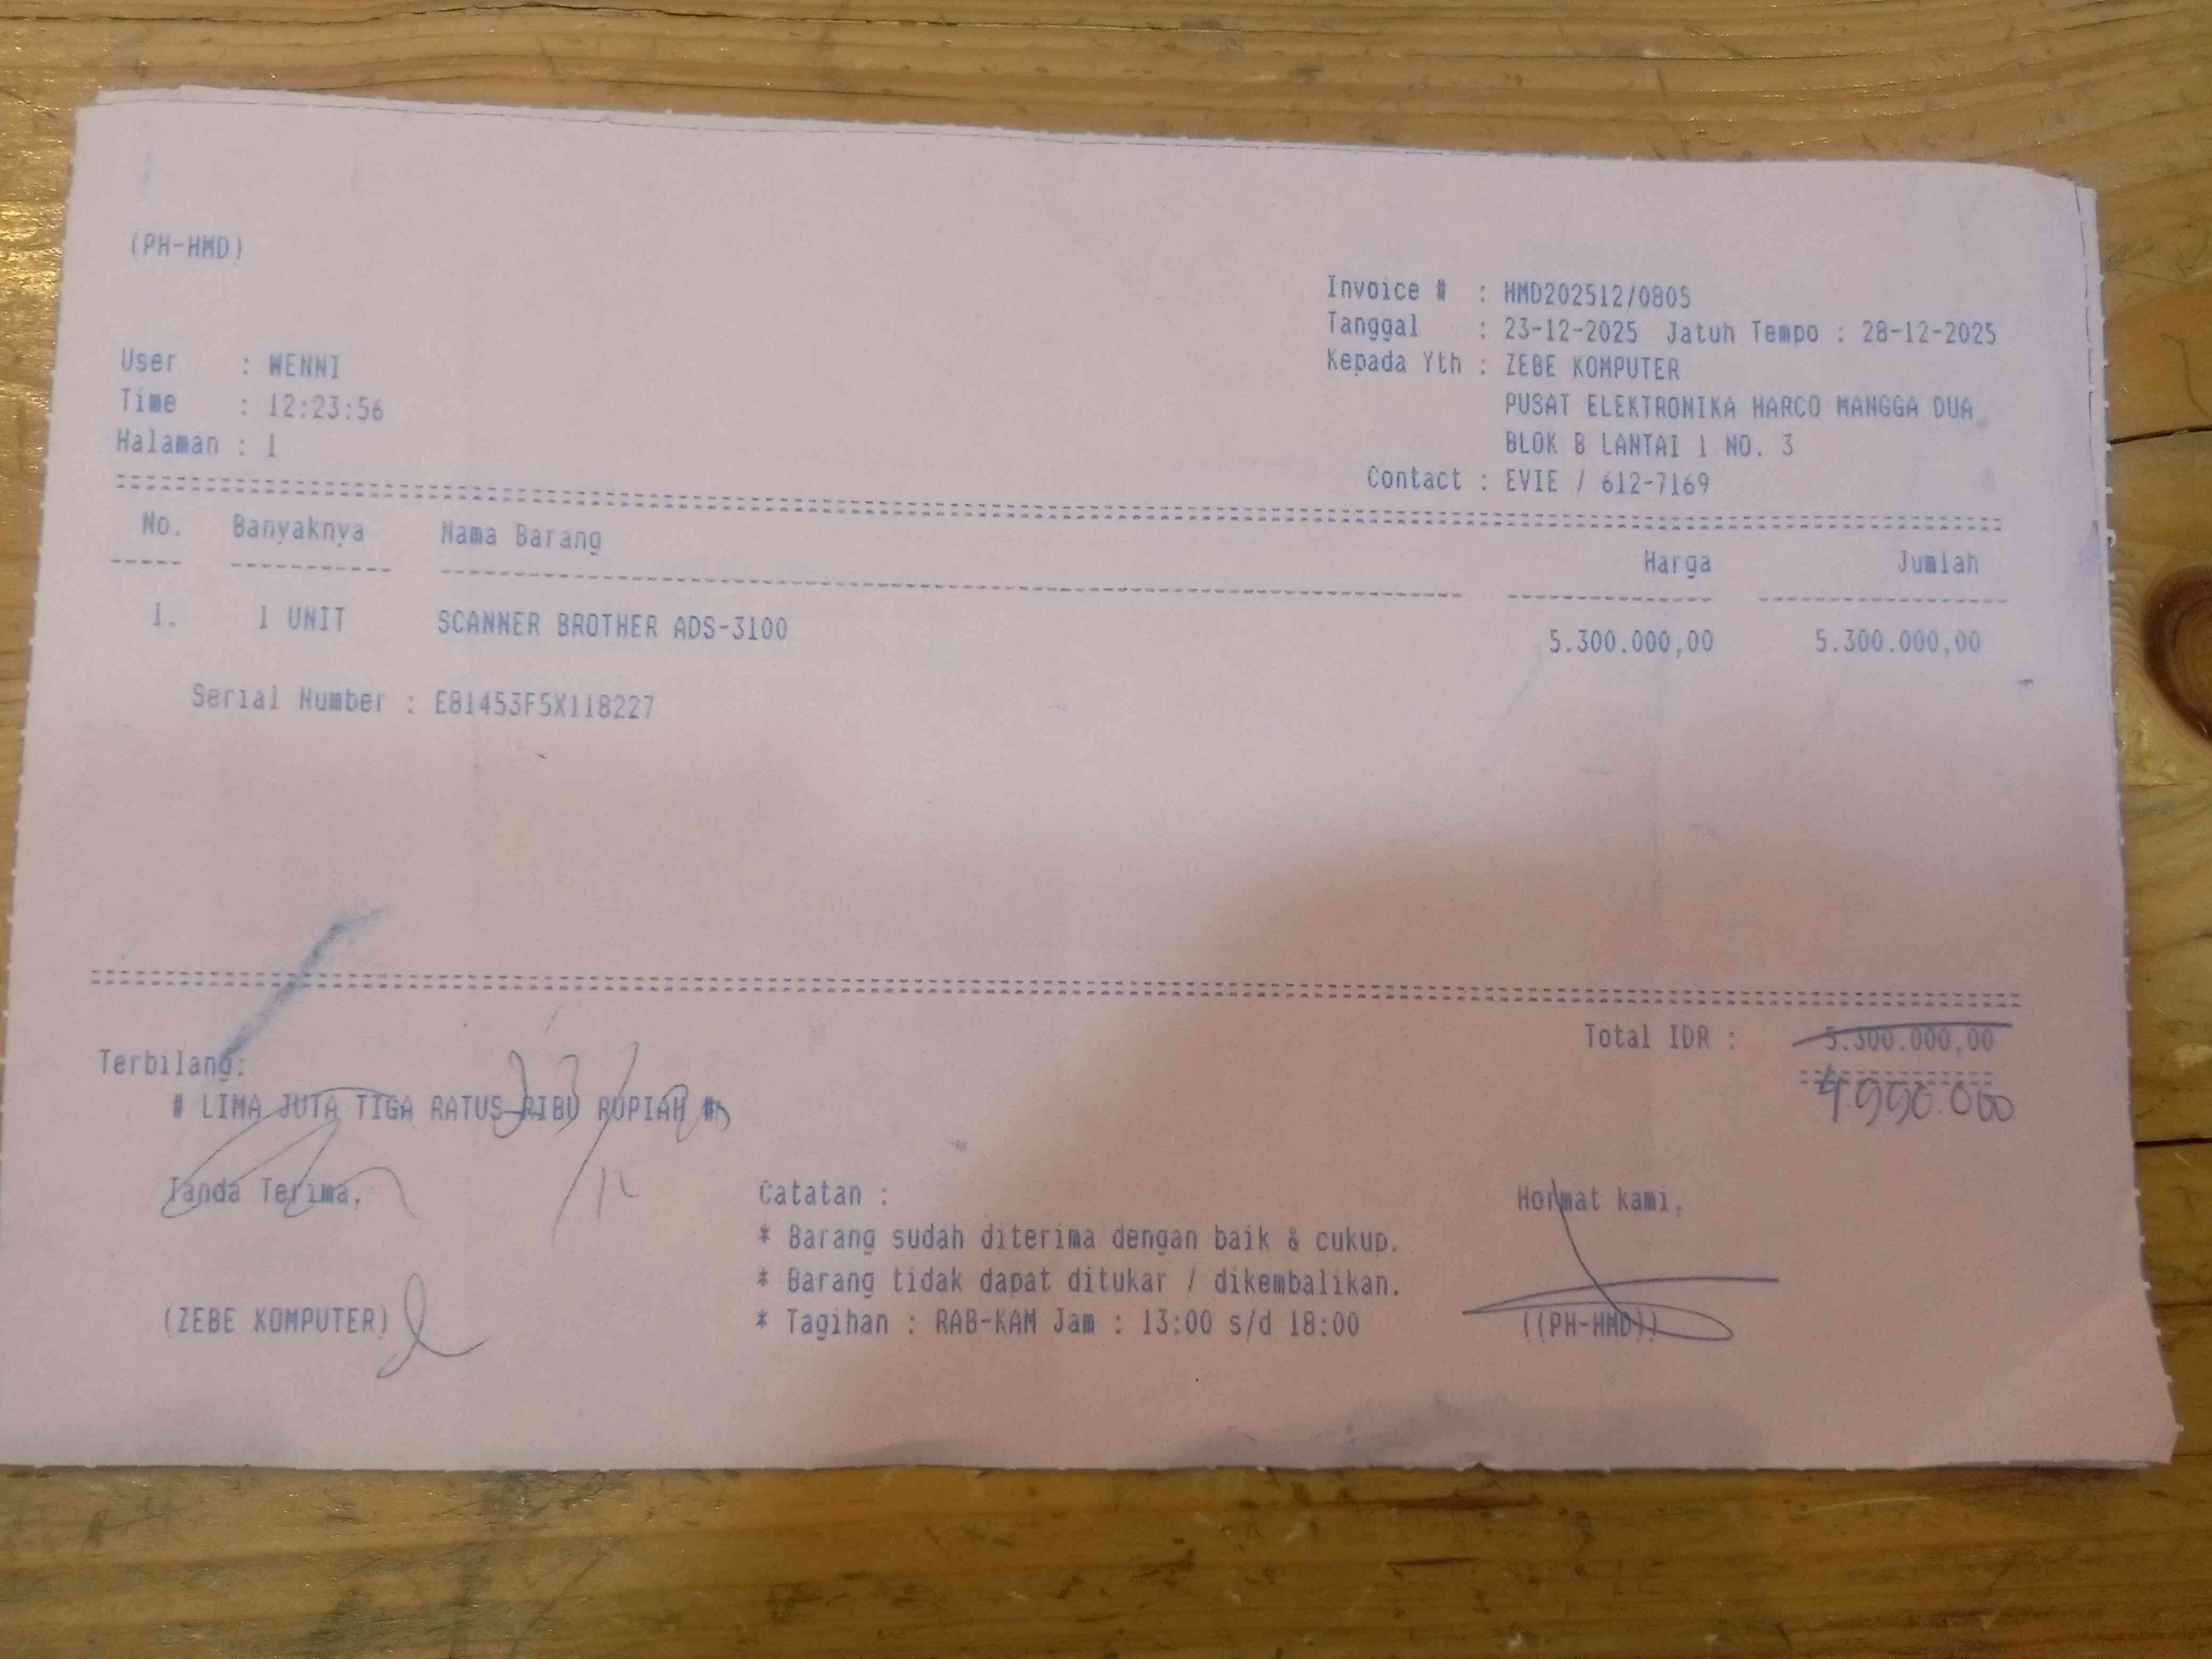 (PH-HMD)
Invoice # : HMD202512/0805
Tanggal : 23-12-2025 Jatuh Tempo : 28-12-2025
User : WENNI
Kepada Yth : ZEBE KOMPUTER
Time : 12:23:56
PUSAT ELEKTRONIKA HARCO MANGGA DUA
Halaman : 1
BLOK B LANTAI 1 NO. 3
Contact : EVIE / 612-7169
No. Banyaknya Nama Barang Harga Jumlah
1. 1 UNIT SCANNER BROTHER ADS-3100 5.300.000,00 5.300.000,00
Serial Number : E81453F5X118227
Total IDR : 5.300.000,00
4.990.000
Terbilang:
# LIMA JUTA TIGA RATUS RIBU RUPIAH #
Tanda Terima,
Catatan :
Hormat kami,
* Barang sudah diterima dengan baik & cukup.
* Barang tidak dapat ditukar / dikembalikan.
* Tagihan : RAB-KAM Jam : 13:00 s/d 18:00
(ZEBE KOMPUTER)
((PH-HMD))